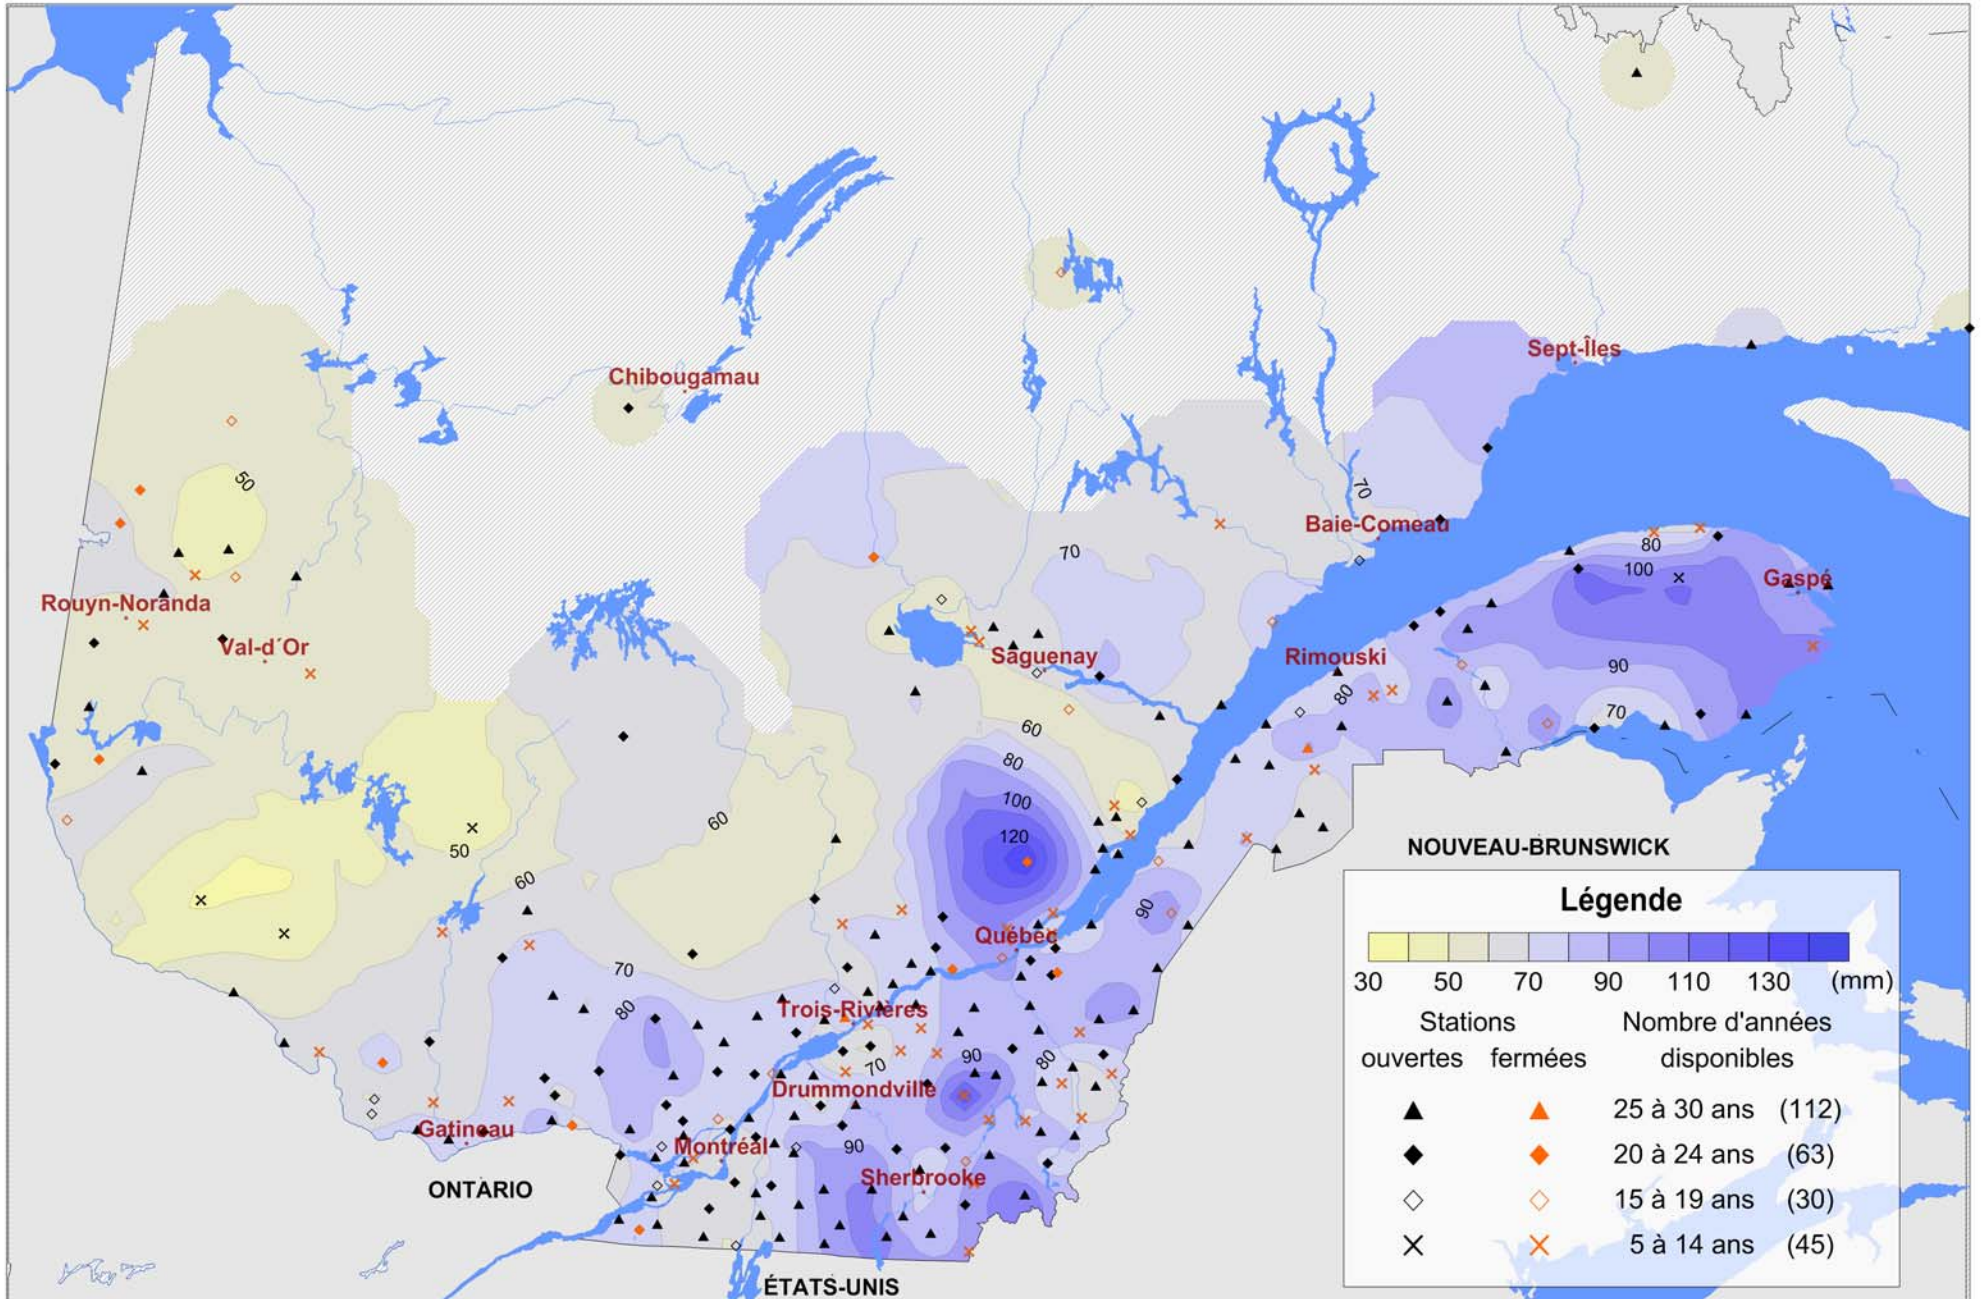 Sept-Îles
Chibougamau
50
70
Baie-Comeau
70
80
100
Gaspé
Rouyn-Noranda
Val-d´Or
Saguenay
Rimouski
90
80
70
60
80
100
120
60
50
60
90
Québec
70
80
Trois-Rivières
90
80
70
Drummondville
Gatineau
Montréal
90
Sherbrooke
ONTARIO
ÉTATS-UNIS
NOUVEAU-BRUNSWICK
Légende
30 50 70 90 110 130 (mm)
Stations Nombre d'années
ouvertes fermées disponibles
25 à 30 ans (112)
20 à 24 ans (63)
15 à 19 ans (30)
5 à 14 ans (45)